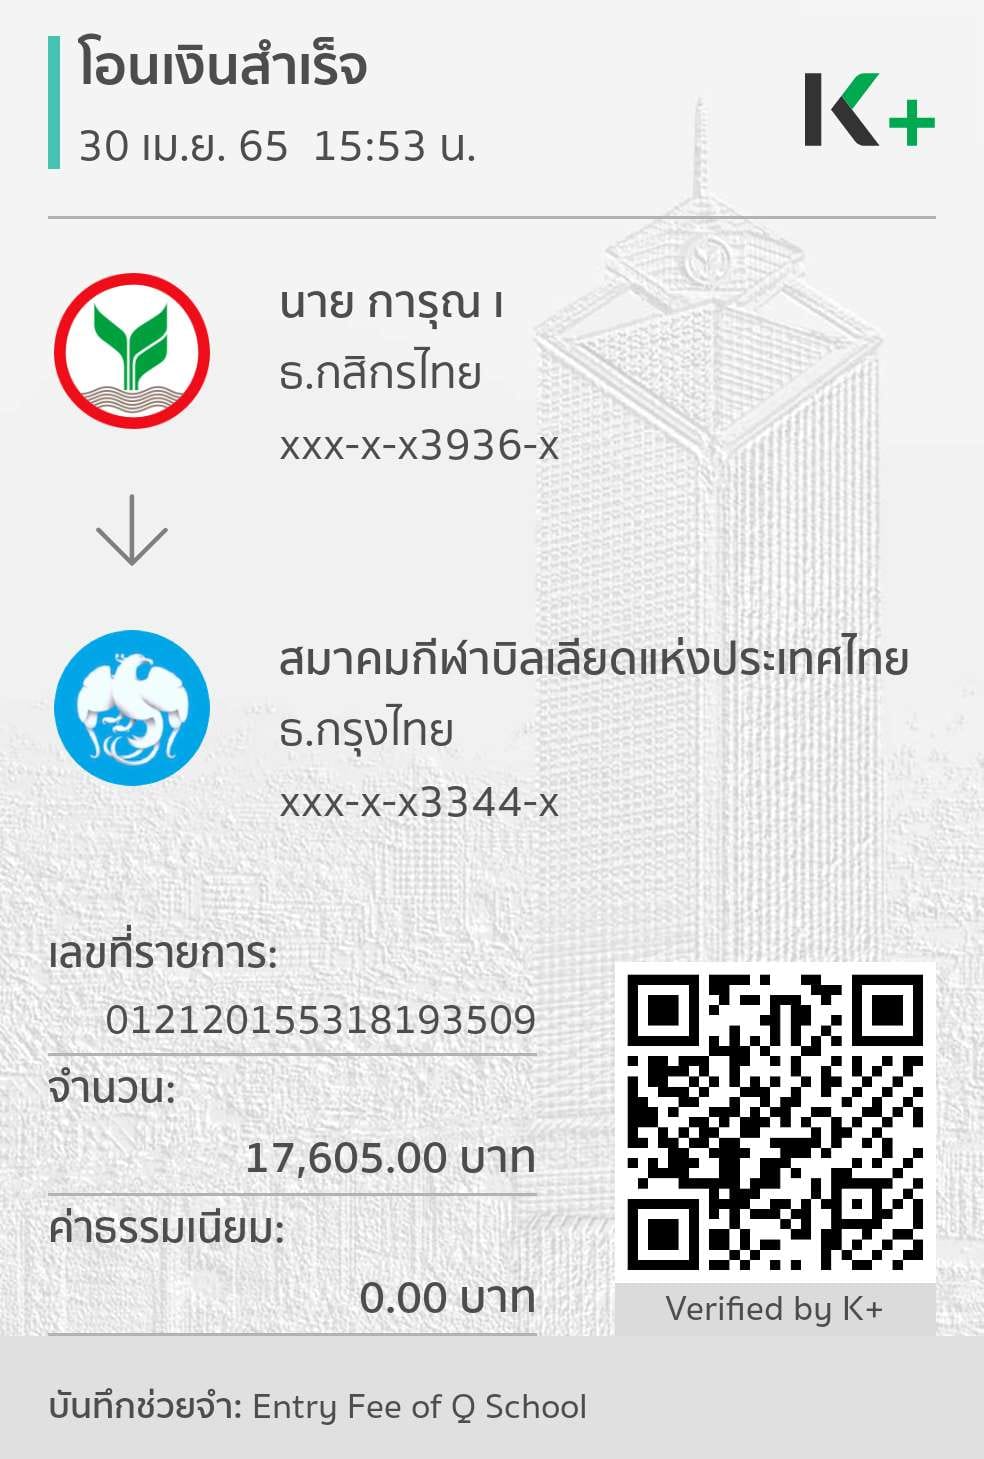 โอนเงินสำเร็จ
30 เม.ย. 65 15:53 น.
K+
นาย การุณ เ
ธ.กสิกรไทย
xxx-x-x3936-x
สมาคมกีฬาบิลเลียดแห่งประเทศไทย
ธ.กรุงไทย
xxx-x-x3344-x
เลขที่รายการ:
012120155318193509
จำนวน:
17,605.00 บาท
ค่าธรรมเนียม:
0.00 บาท
Verified by K+
บันทึกช่วยจำ: Entry Fee of Q School